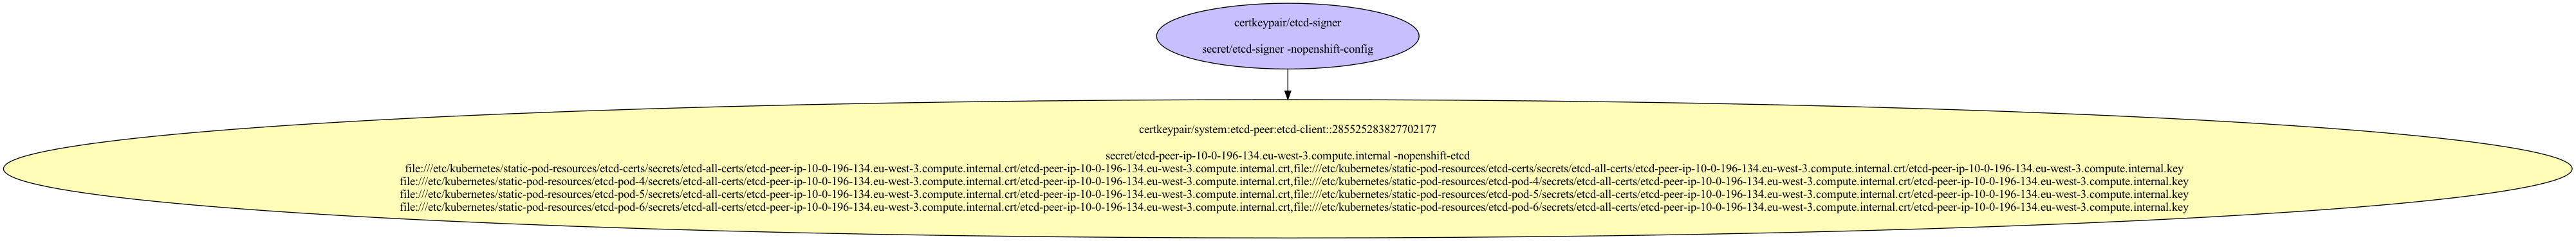 certkeypair/etcd-signer
secret/etcd-signer -nopenshift-config
certkeypair/system:etcd-peer:etcd-client::285525283827702177
secret/etcd-peer-ip-10-0-196-134.eu-west-3.compute.internal -nopenshift-etcd
file:///etc/kubernetes/static-pod-resources/etcd-certs/secrets/etcd-all-certs/etcd-peer-ip-10-0-196-134.eu-west-3.compute.internal.crt/etcd-peer-ip-10-0-196-134.eu-west-3.compute.internal.crt,file:///etc/kubernetes/static-pod-resources/etcd-certs/secrets/etcd-all-certs/etcd-peer-ip-10-0-196-134.eu-west-3.compute.internal.crt/etcd-peer-ip-10-0-196-134.eu-west-3.compute.internal.key
file:///etc/kubernetes/static-pod-resources/etcd-pod-4/secrets/etcd-all-certs/etcd-peer-ip-10-0-196-134.eu-west-3.compute.internal.crt/etcd-peer-ip-10-0-196-134.eu-west-3.compute.internal.crt,file:///etc/kubernetes/static-pod-resources/etcd-pod-4/secrets/etcd-all-certs/etcd-peer-ip-10-0-196-134.eu-west-3.compute.internal.crt/etcd-peer-ip-10-0-196-134.eu-west-3.compute.internal.key
file:///etc/kubernetes/static-pod-resources/etcd-pod-5/secrets/etcd-all-certs/etcd-peer-ip-10-0-196-134.eu-west-3.compute.internal.crt/etcd-peer-ip-10-0-196-134.eu-west-3.compute.internal.crt,file:///etc/kubernetes/static-pod-resources/etcd-pod-5/secrets/etcd-all-certs/etcd-peer-ip-10-0-196-134.eu-west-3.compute.internal.crt/etcd-peer-ip-10-0-196-134.eu-west-3.compute.internal.key
file:///etc/kubernetes/static-pod-resources/etcd-pod-6/secrets/etcd-all-certs/etcd-peer-ip-10-0-196-134.eu-west-3.compute.internal.crt/etcd-peer-ip-10-0-196-134.eu-west-3.compute.internal.crt,file:///etc/kubernetes/static-pod-resources/etcd-pod-6/secrets/etcd-all-certs/etcd-peer-ip-10-0-196-134.eu-west-3.compute.internal.crt/etcd-peer-ip-10-0-196-134.eu-west-3.compute.internal.key